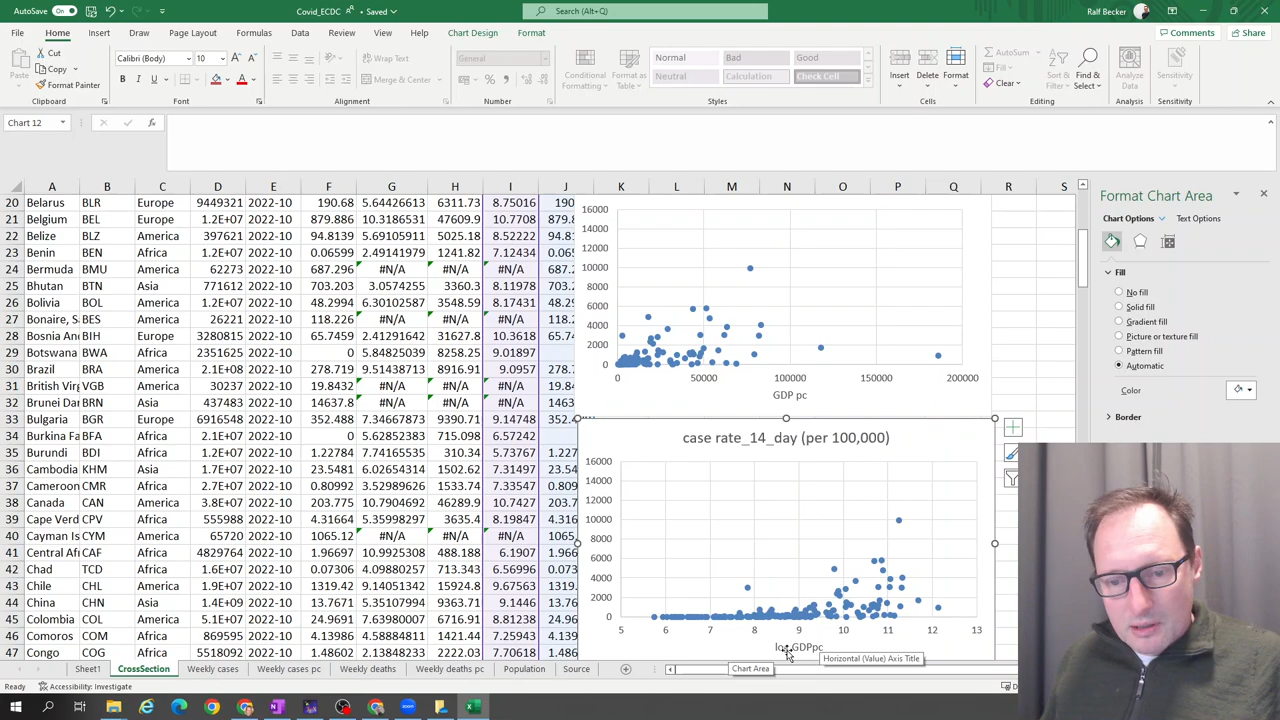 AutoSave On Covid_ECDC • Saved Search (Alt+Q) Ralf Becker
File Home Insert Draw Page Layout Formulas Data Review View Help Chart Design Format Comments Share
Paste Cut Copy Format Painter Clipboard
Calibri (Body) 10 B I U A Font
Wrap Text Merge & Center Alignment
General % Number
Conditional Formatting Format as Table Normal Bad Good Neutral Calculation Check Cell Styles
Insert Delete Format Cells
AutoSum Fill Clear Sort & Filter Find & Select Editing
Analyze Data Analysis Sensitivity Sensitivity
Chart 12 fx
A B C D E F G H I J K L M N O P Q R S
20 Belarus BLR Europe 9449321 2022-10 190.68 5.64426613 6311.73 8.75016 190
21 Belgium BEL Europe 1.2E+07 2022-10 879.886 10.3186531 47609.9 10.7708 879.8
22 Belize BLZ America 397621 2022-10 94.8139 5.69105911 5025.18 8.52222 94.8
23 Benin BEN Africa 1.2E+07 2022-10 0.06599 2.49141979 1241.82 7.12434 0.06
24 Bermuda BMU America 62273 2022-10 687.296 #N/A #N/A #N/A 687.2
25 Bhutan BTN Asia 771612 2022-10 703.203 3.0574255 3360.3 8.11978 703.2
26 Bolivia BOL America 1.2E+07 2022-10 48.2994 6.30102587 3548.59 8.17431 48.2
27 Bonaire, S BES America 26221 2022-10 118.226 #N/A #N/A #N/A 118.2
28 Bosnia An BIH Europe 3280815 2022-10 65.7401 2.41291642 31627.9 10.3618 65.74
29 Botswana BWA Africa 2351625 2022-10 0 5.84825039 8258.25 9.01897
30 Brazil BRA America 2.1E+08 2022-10 278.719 9.51438713 8916.91 9.0957 278.7
31 British Virg VGB America 30237 2022-10 19.8432 #N/A #N/A #N/A 19.84
32 Brunei Dar BRN Asia 437483 2022-10 14637.8 #N/A #N/A #N/A 1463
33 Bulgaria BGR Europe 6916548 2022-10 352.488 7.34667873 9390.71 9.14748 352.4
34 Burkina Fa BFA Africa 2.1E+07 2022-10 0 5.62852383 715.098 6.57242
35 Burundi BDI Africa 1.2E+07 2022-10 1.22784 7.74165535 310.34 5.73767 1.227
36 Cambodia KHM Asia 1.7E+07 2022-10 23.5481 6.02654314 1502.62 7.31497 23.54
37 Cameroon CMR Africa 2.7E+07 2022-10 0.80992 3.52989626 1533.74 7.33547 0.80
38 Canada CAN America 3.8E+07 2022-10 203.775 10.7904692 46289.9 10.7427 203.7
39 Cape Verd CPV Africa 555988 2022-10 4.31664 5.35998297 3635.4 8.19847 4.316
40 Cayman Is CYM America 65720 2022-10 1065.12 #N/A #N/A #N/A 1065
41 Central Afr CAF Africa 4829764 2022-10 1.96697 10.9925308 488.188 6.1907 1.966
42 Chad TCD Africa 1.6E+07 2022-10 0.07306 4.28057799 713.343 6.56996 0.07
43 Chile CHL America 1.9E+07 2022-10 1319.42 9.14051342 15924.8 9.67563 1319
44 China CHN Asia 1.4E+09 2022-10 13.7671 5.35107994 9363.71 9.1446 13.76
45 Colombia COL America 5.1E+07 2022-10 24.9691 7.63980007 6711.48 8.81238 24.96
46 Comoros COM Africa 869595 2022-10 4.13986 4.58884811 1421.44 7.25943 4.139
47 Congo COG Africa 5518092 2022-10 1.48602 4.15388975 2221.99 7.70618 1.486
16000
14000
12000
10000
8000
6000
4000
2000
0
0 50000 100000 150000 200000
GDP pc
case rate_14_day (per 100,000)
16000
14000
12000
10000
8000
6000
4000
2000
0
5 6 7 8 9 10 11 12 13
GDPpc
Chart Area
Horizontal (Value) Axis Title
Format Chart Area
Chart Options Text Options
Fill
No fill
Solid fill
Gradient fill
Picture or texture fill
Pattern fill
Automatic
Color
Border
Sheet1 CrossSection Weekly cases Weekly cases pc Weekly deaths Weekly deaths pc Population Source
Ready Accessibility: Investigate